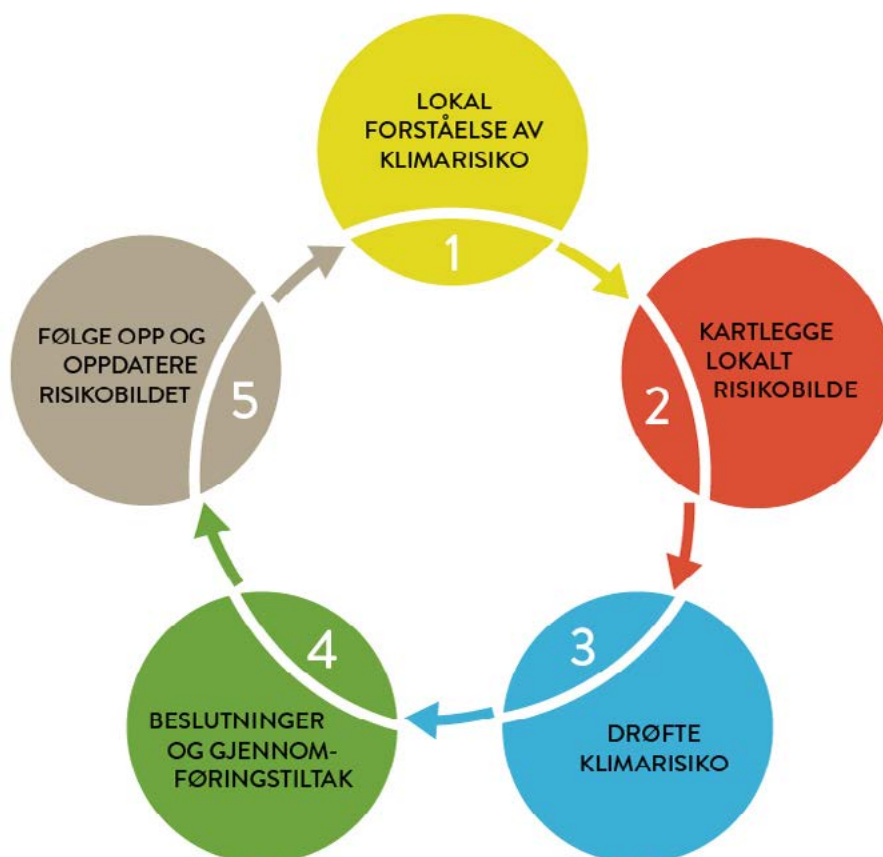 LOKAL
FORSTÅELSE AV
KLIMARISIKO
1
KARTLEGGE
LOKALT
RISIKOBILDE
2
3
DRØFTE
KLIMARISIKO
4
BESLUTNINGER
OG GJENNOM-
FØRINGSTILTAK
FØLGE OPP OG
OPPDATERE
RISIKOBILDET
5